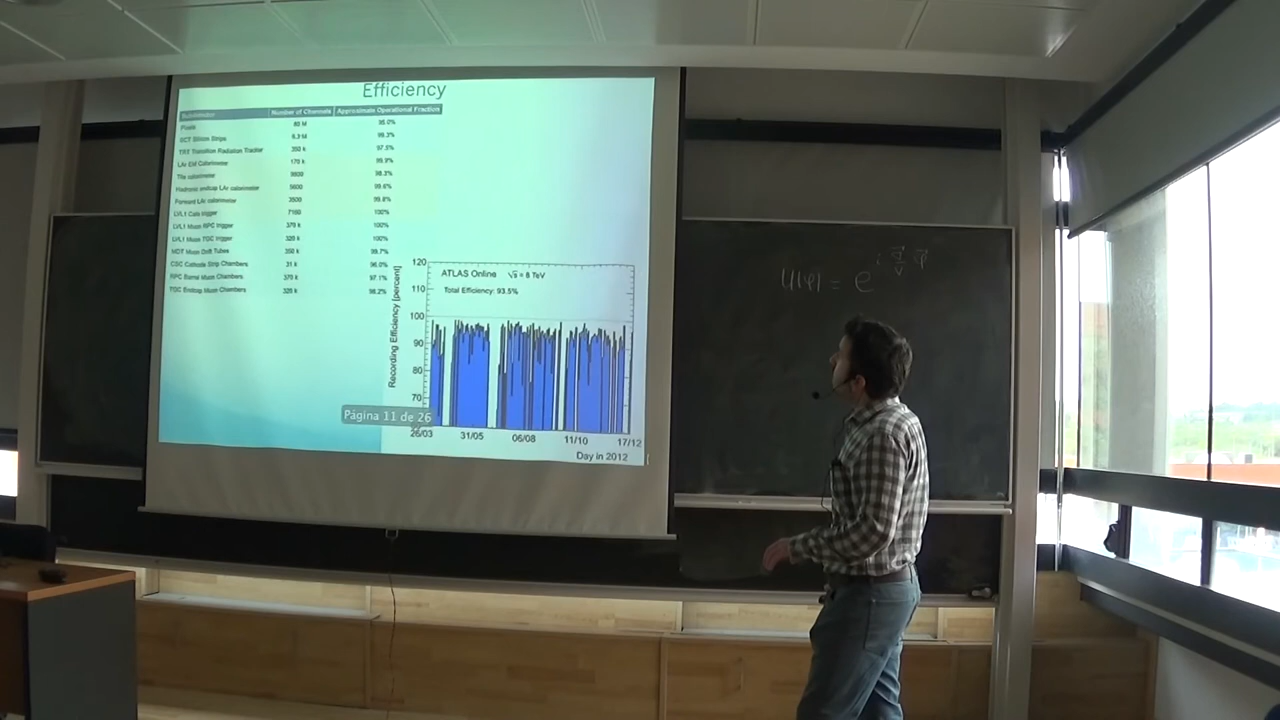 Efficiency
Subdetector Number of Channels Approximate Operational Fraction
Pixels 80 M 95.0%
SCT Silicon Strips 6.3 M 99.3%
TRT Transition Radiation Tracker 350 k 97.5%
LAr EM Calorimeter 170 k 99.9%
Tile calorimeter 9800 98.3%
Hadronic endcap LAr calorimeter 5600 99.6%
Forward LAr calorimeter 3500 99.8%
LVL1 Calo trigger 7160 100%
LVL1 Muon RPC trigger 370 k 100%
LVL1 Muon TGC trigger 320 k 100%
MDT Muon Drift Tubes 350 k 99.7%
CSC Cathode Strip Chambers 31 k 96.0%
RPC Barrel Muon Chambers 370 k 97.1%
TGC Endcap Muon Chambers 320 k 98.2%
Recording Efficiency [percent]
120
110
100
90
80
70
ATLAS Online √s = 8 TeV
Total Efficiency: 93.5%
Página 11 de 26
26/03 31/05 06/08 11/10 17/12
Day in 2012